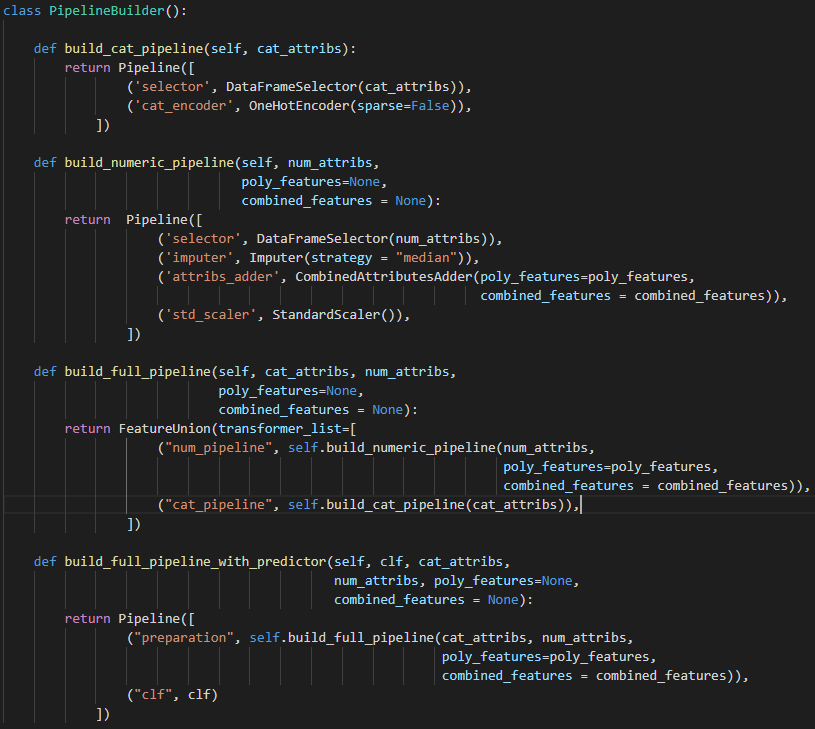 class PipelineBuilder():
def build_cat_pipeline(self, cat_attribs):
return Pipeline([
('selector', DataFrameSelector(cat_attribs)),
('cat_encoder', OneHotEncoder(sparse=False)),
])
def build_numeric_pipeline(self, num_attribs,
poly_features=None,
combined_features = None):
return  Pipeline([
('selector', DataFrameSelector(num_attribs)),
('imputer', Imputer(strategy = "median")),
('attribs_adder', CombinedAttributesAdder(poly_features=poly_features,
combined_features = combined_features)),
('std_scaler', StandardScaler()),
])
def build_full_pipeline(self, cat_attribs, num_attribs,
poly_features=None,
combined_features = None):
return FeatureUnion(transformer_list=[
("num_pipeline", self.build_numeric_pipeline(num_attribs,
poly_features=poly_features,
combined_features = combined_features)),
("cat_pipeline", self.build_cat_pipeline(cat_attribs)),
])
def build_full_pipeline_with_predictor(self, clf, cat_attribs,
num_attribs, poly_features=None,
combined_features = None):
return Pipeline([
("preparation", self.build_full_pipeline(cat_attribs, num_attribs,
poly_features=poly_features,
combined_features = combined_features)),
("clf", clf)
])